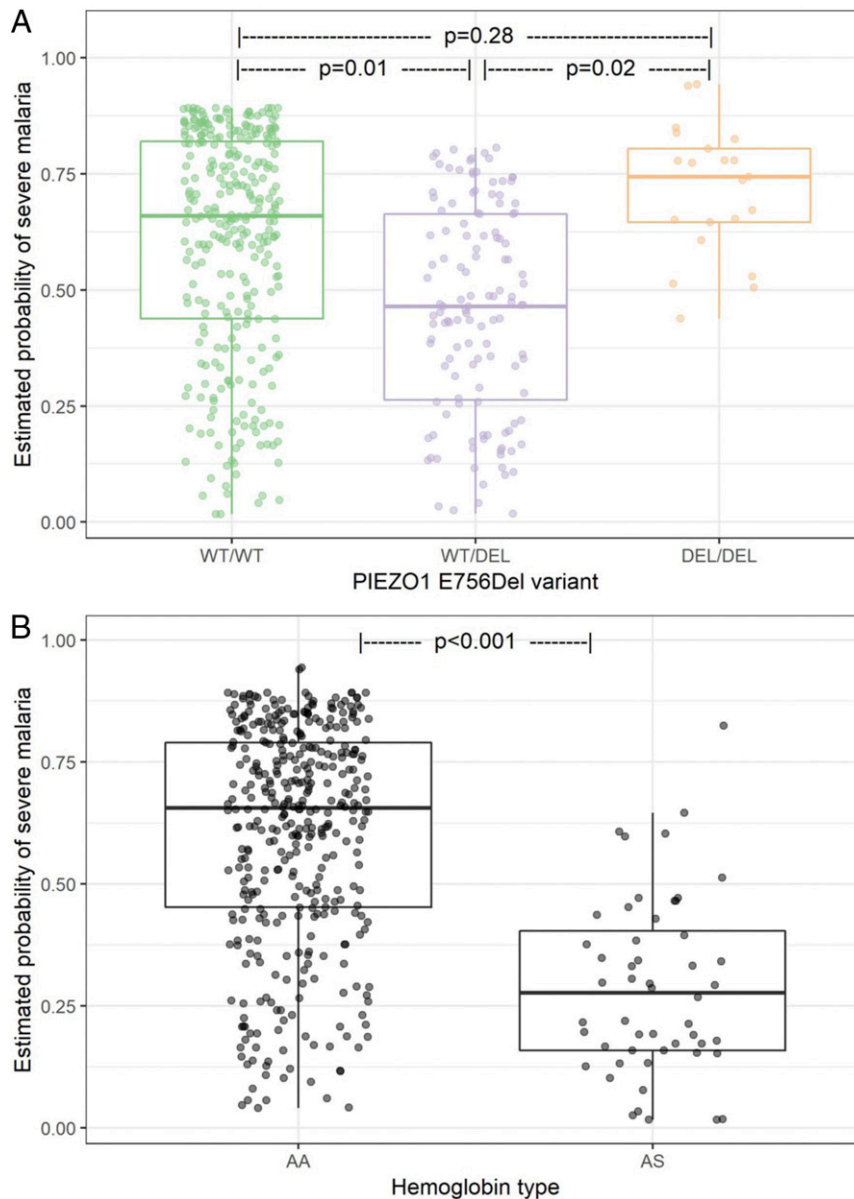 A
1.00
|----------------------- p=0.28 -----------------------|
|-------- p=0.01 --------| |-------- p=0.02 --------|
0.75
0.50
0.25
0.00
Estimated probability of severe malaria
WT/WT WT/DEL DEL/DEL
PIEZO1 E756Del variant
B
1.00
|-------- p<0.001 --------|
0.75
0.50
0.25
0.00
Estimated probability of severe malaria
AA AS
Hemoglobin type